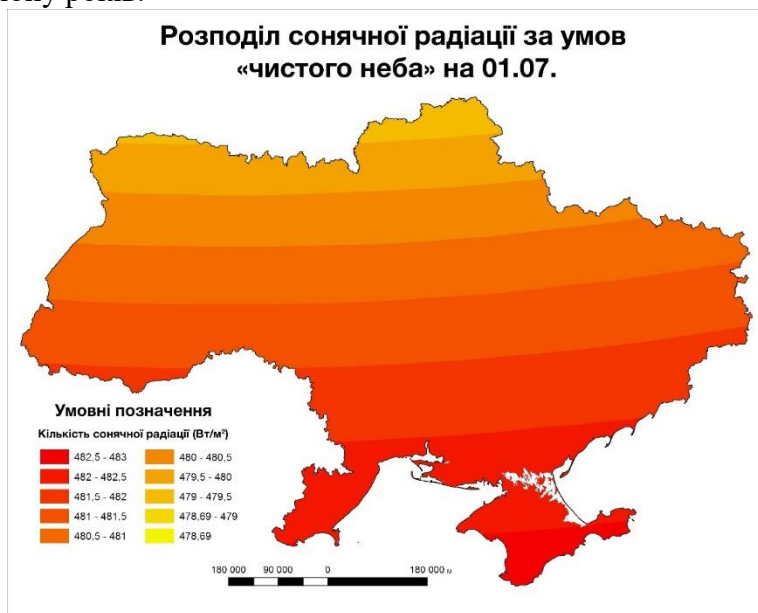 Розподіл сонячної радіації за умов
«чистого неба» на 01.07.
Умовні позначення
Кількість сонячної радіації (Вт/м²)
482,5 - 483
482 - 482,5
481,5 - 482
481 - 481,5
480,5 - 481
480 - 480,5
479,5 - 480
479 - 479,5
478,69 - 479
478,69
180 000 90 000 0 180 000 м